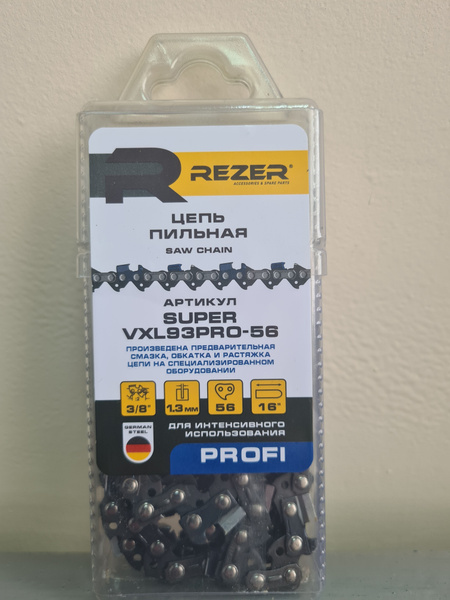 REZER®
ACCESSORIES & SPARE PARTS
ЦЕПЬ
ПИЛЬНАЯ
SAW CHAIN
АРТИКУЛ
SUPER
VXL93PRO-56
ПРОИЗВЕДЕНА ПРЕДВАРИТЕЛЬНАЯ
СМАЗКА, ОБКАТКА И РАСТЯЖКА
ЦЕПИ НА СПЕЦИАЛИЗИРОВАННОМ
ОБОРУДОВАНИИ
3/8" 1.3 мм 56 16"
GERMAN
STEEL
ДЛЯ ИНТЕНСИВНОГО
ИСПОЛЬЗОВАНИЯ
PROFI